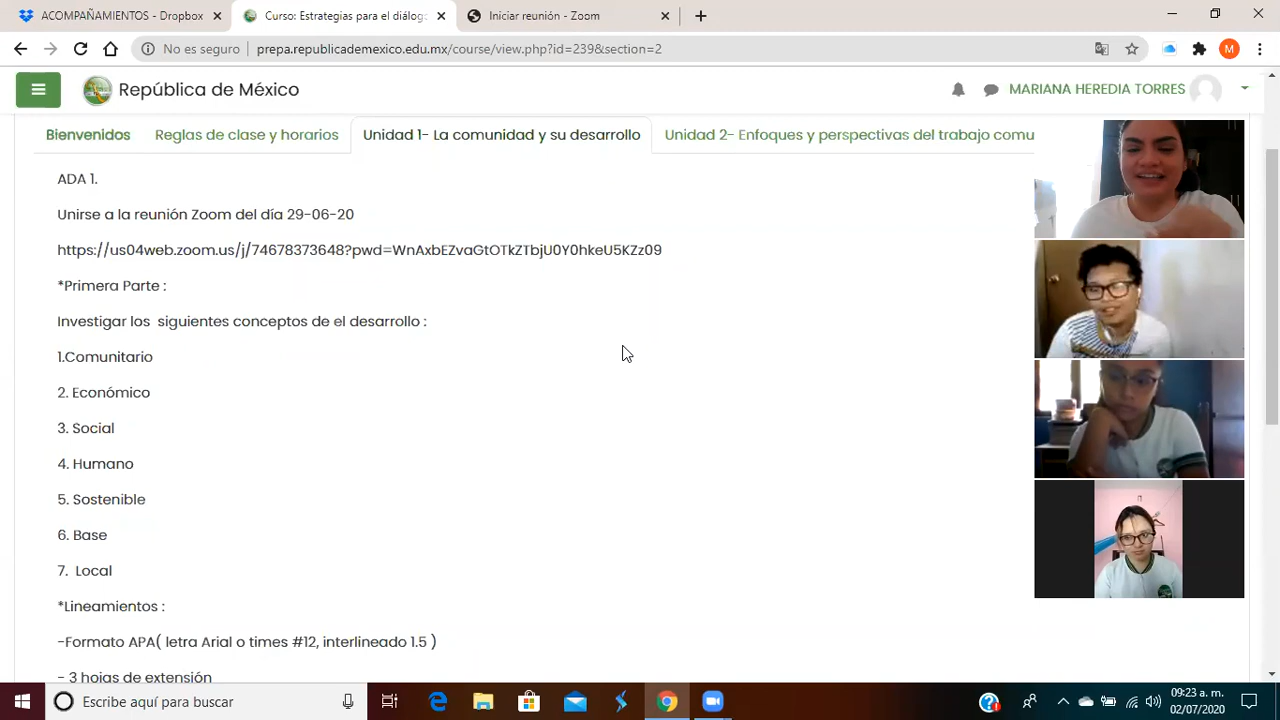 ACOMPAÑAMIENTOS - Dropbox
Curso: Estrategias para el diálogo
Iniciar reunión - Zoom
No es seguro
prepa.republicademexico.edu.mx/course/view.php?id=239&section=2
M
República de México
MARIANA HEREDIA TORRES
Bienvenidos
Reglas de clase y horarios
Unidad 1- La comunidad y su desarrollo
Unidad 2- Enfoques y perspectivas del trabajo comu
ADA 1.
Unirse a la reunión Zoom del día 29-06-20
https://us04web.zoom.us/j/74678373648?pwd=WnAxbEZvaGtOTkZTbjU0Y0hkeU5KZz09
*Primera Parte :
Investigar los siguientes conceptos de el desarrollo :
1.Comunitario
2. Económico
3. Social
4. Humano
5. Sostenible
6. Base
7. Local
*Lineamientos :
-Formato APA( letra Arial o times #12, interlineado 1.5 )
- 3 hojas de extensión
Escribe aquí para buscar
09:23 a. m.
02/07/2020